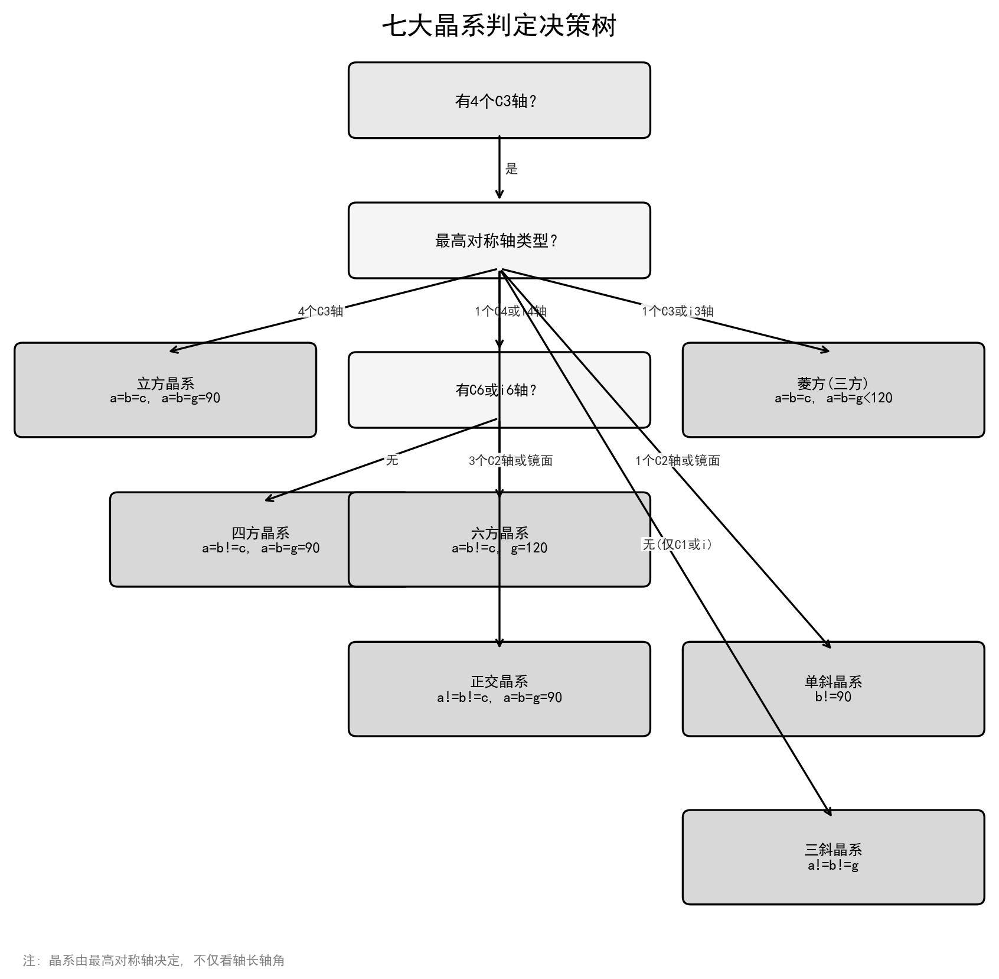 七大晶系判定决策树
有4个C3轴？
是
最高对称轴类型？
4个C3轴
1个C4或i4轴
1个C3或i3轴
立方晶系
a=b=c, a=b=g=90
有C6或i6轴？
菱方(三方)
a=b=c, a=b=g<120
无
3个C2轴或镜面
1个C2轴或镜面
四方晶系
a=b!=c, a=b=g=90
六方晶系
a=b!=c, g=120
无(仅C1或i)
正交晶系
a!=b!=c, a=b=g=90
单斜晶系
b!=90
三斜晶系
a!=b!=g
注: 晶系由最高对称轴决定, 不仅看轴长轴角